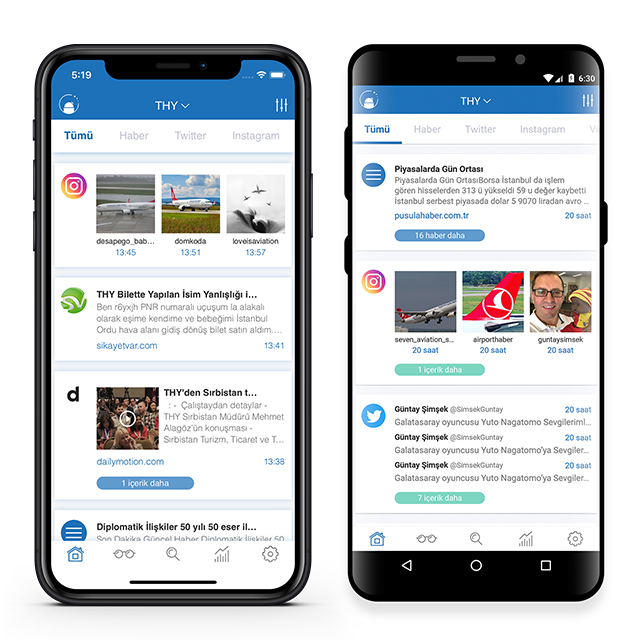 5:19
THY
Tümü Haber Twitter Instagram
desapego_bab... domkoda loveisaviation
13:45 13:51 13:57
THY Bilette Yapılan İsim Yanlışlığı i...
Ben r6yxjh PNR numaralı uçuşum la alakalı
olarak eşime kendime ve bebeğimi İstanbul
Ordu hava alanı gidiş dönüş bilet satın aldım....
sikayetvar.com 13:41
d
THY'den Sırbistan t...
: - Çalıştaydan detaylar -
THY Sırbistan Müdürü Mehmet
Alagöz'ün konuşması -
Sırbistan Turizm, Ticaret ve T...
dailymotion.com 13:38
1 içerik daha
Diplomatik İlişkiler 50 yılı 50 eser il...
Son Dakika Güncel Haber Diplomatik İlişkiler 50
6:30
THY
Tümü Haber Twitter Instagram
Piyasalarda Gün Ortası
Piyasalarda Gün OrtasıBorsa İstanbul da işlem
gören hisselerden 313 ü yükseldi 59 u değer kaybetti
İstanbul serbest piyasada dolar 5 9070 liradan avro ...
pusulahaber.com.tr 20 saat
16 haber daha
seven_aviation_s... airporthaber guntaysimsek
20 saat 20 saat 20 saat
1 içerik daha
Güntay Şimşek @SimsekGuntay 20 saat
Galatasaray oyuncusu Yuto Nagatomo Sevgileriml...
Güntay Şimşek @SimsekGuntay 20 saat
Galatasaray oyuncusu Yuto Nagatomo'ya Sevgiler...
Güntay Şimşek @SimsekGuntay 20 saat
Galatasaray oyuncusu Yuto Nagatomo'ya Sevgiler...
7 içerik daha